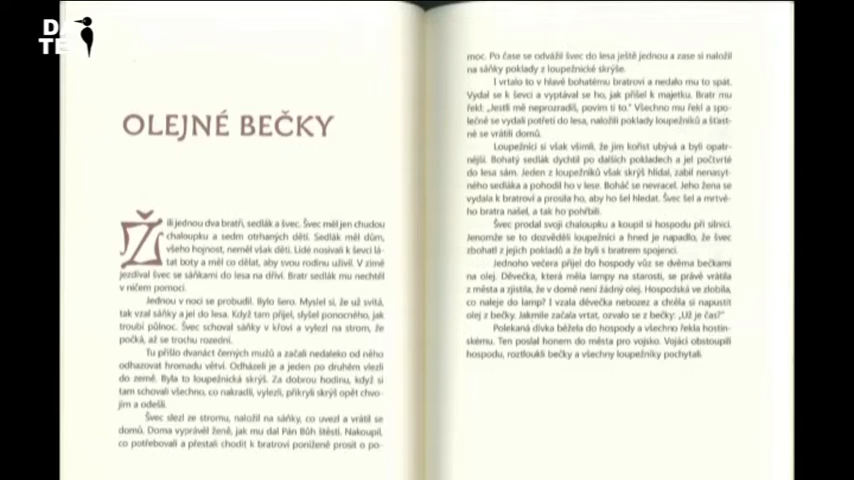 DA
TEL
OLEJNÉ BEČKY
Žili jednou dva bratři, sedlák a švec. Švec měl jen chudou
chaloupku a sedm otrhaných dětí. Sedlák měl dům,
všeho hojnost, neměl však děti. Lidé nosívali k ševci lá-
tat boty a měl co dělat, aby svou rodinu uživil. V zimě
jezdíval švec se sáňkami do lesa na dříví. Bratr sedlák mu nechtěl
v ničem pomoci.
Jednou v noci se probudil. Bylo šero. Myslel si, že už svítá,
tak vzal sáňky a jel do lesa. Když tam přijel, slyšel ponocného, jak
troubí půlnoc. Švec schoval sáňky v křoví a vylezl na strom, že
počká, až se trochu rozední.
Tu přišlo dvanáct černých mužů a začali nedaleko od něho
odhazovat hromadu větví. Odházeli je a jeden po druhém vlezli
do země. Byla to loupežnická skrýš. Za dobrou hodinu, když si
tam schovali všechno, co nakradli, vylezli, přikryli skrýš opět chvo-
jím a odešli.
Švec slezl ze stromu, naložil na sáňky, co uvezl a vrátil se
domů. Doma vyprávěl ženě, jak mu dal Pán Bůh štěstí. Nakoupil,
co potřebovali a přestali chodit k bratrovi poníženě prosit o po-
moc. Po čase se odvážil švec do lesa ještě jednou a zase si naložil
na sáňky poklady z loupežnické skrýše.
I vrtalo to v hlavě bohatému bratrovi a nedalo mu to spát.
Vydal se k ševci a vyptával se ho, jak přišel k majetku. Bratr mu
řekl: „Jestli mě neprozradíš, povím ti to.“ Všechno mu řekl a spo-
lečně se vydali potřetí do lesa, naložili poklady loupežníků a šťast-
ně se vrátili domů.
Loupežníci si však všimli, že jim kořist ubývá a byli opatr-
nější. Bohatý sedlák dychtil po dalších pokladech a jel počtvrté
do lesa sám. Jeden z loupežníků však skrýš hlídal, zabil nenasyt-
ného sedláka a pohodil ho v lese. Boháč se nevracel. Jeho žena se
vydala k bratrovi a prosila ho, aby ho šel hledat. Švec šel a mrtvé-
ho bratra našel, a tak ho pohřbili.
Švec prodal svoji chaloupku a koupil si hospodu při silnici.
Jenomže se to dozvěděli loupežníci a hned je napadlo, že švec
zbohatl z jejich pokladů a že byli s bratrem spojenci.
Jednoho večera přijel do hospody vůz se dvěma bečkami
na olej. Děvečka, která měla lampy na starosti, se právě vrátila
z města a zjistila, že v domě není žádný olej. Hospodská se zlobila,
co naleje do lamp? I vzala děvečka nebozez a chtěla si napustit
olej z bečky. Jakmile začala vrtat, ozvalo se z bečky: „Už je čas?“
Polekaná dívka běžela do hospody a všechno řekla hostin-
skému. Ten poslal honem do města pro vojsko. Vojáci obstoupili
hospodu, roztloukli bečky a všechny loupežníky pochytali.